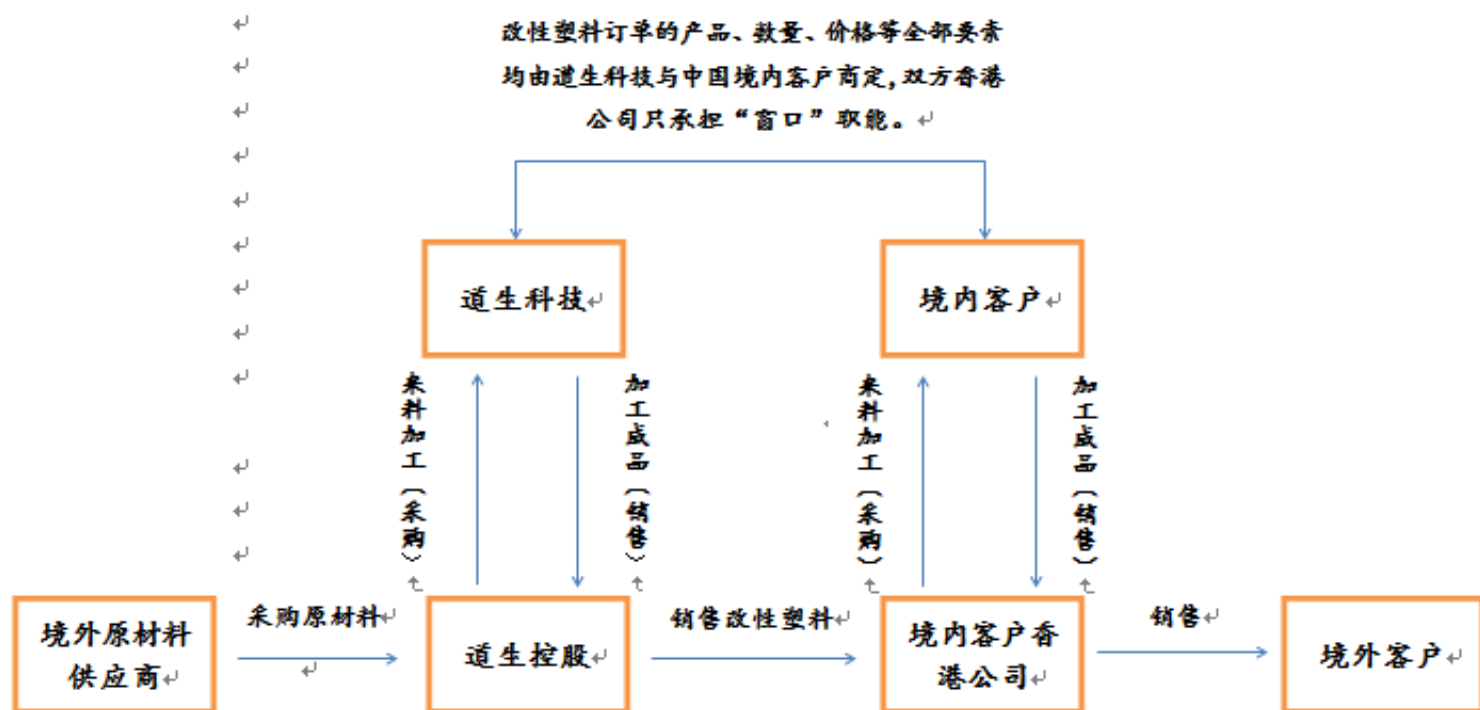 改性塑料订单的产品、数量、价格等全部要素
均由道生科技与中国境内客户商定,双方香港
公司只承担“窗口”职能。
道生科技
境内客户
来料加工（采购）
加工成品（销售）
来料加工（采购）
加工成品（销售）
境外原材料
供应商
采购原材料
道生控股
销售改性塑料
境内客户香
港公司
销售
境外客户